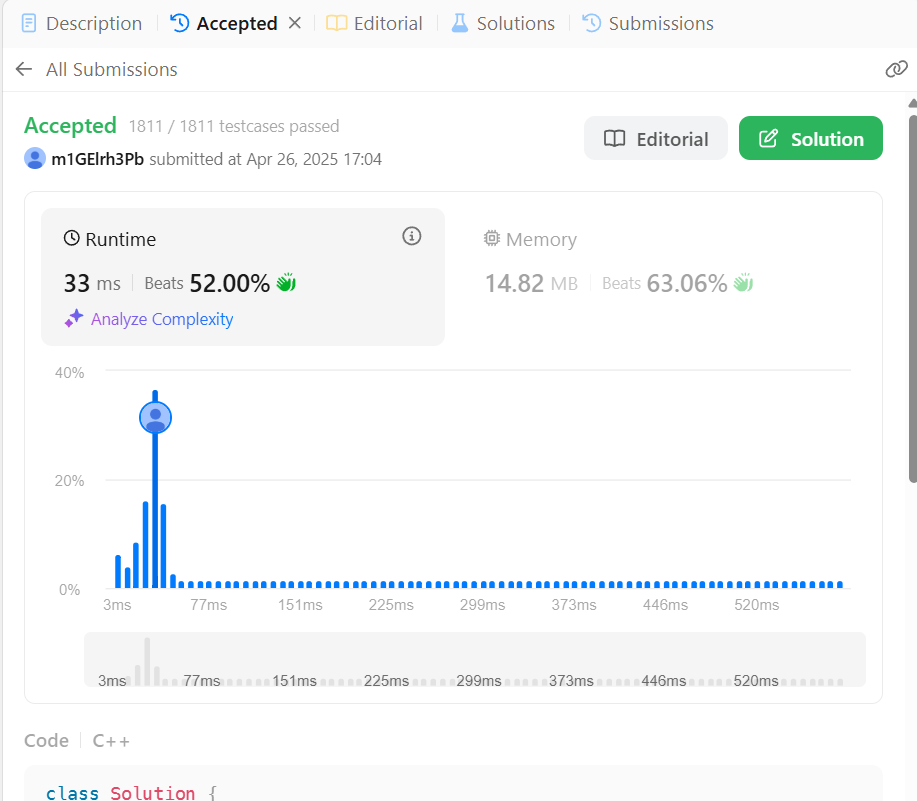 Description Accepted Editorial Solutions Submissions
All Submissions
Accepted 1811 / 1811 testcases passed
Editorial Solution
m1GElrh3Pb submitted at Apr 26, 2025 17:04
Runtime Memory
33 ms Beats 52.00% 14.82 MB Beats 63.06%
Analyze Complexity
40%
20%
0%
3ms 77ms 151ms 225ms 299ms 373ms 446ms 520ms
3ms 77ms 151ms 225ms 299ms 373ms 446ms 520ms
Code C++
class Solution {